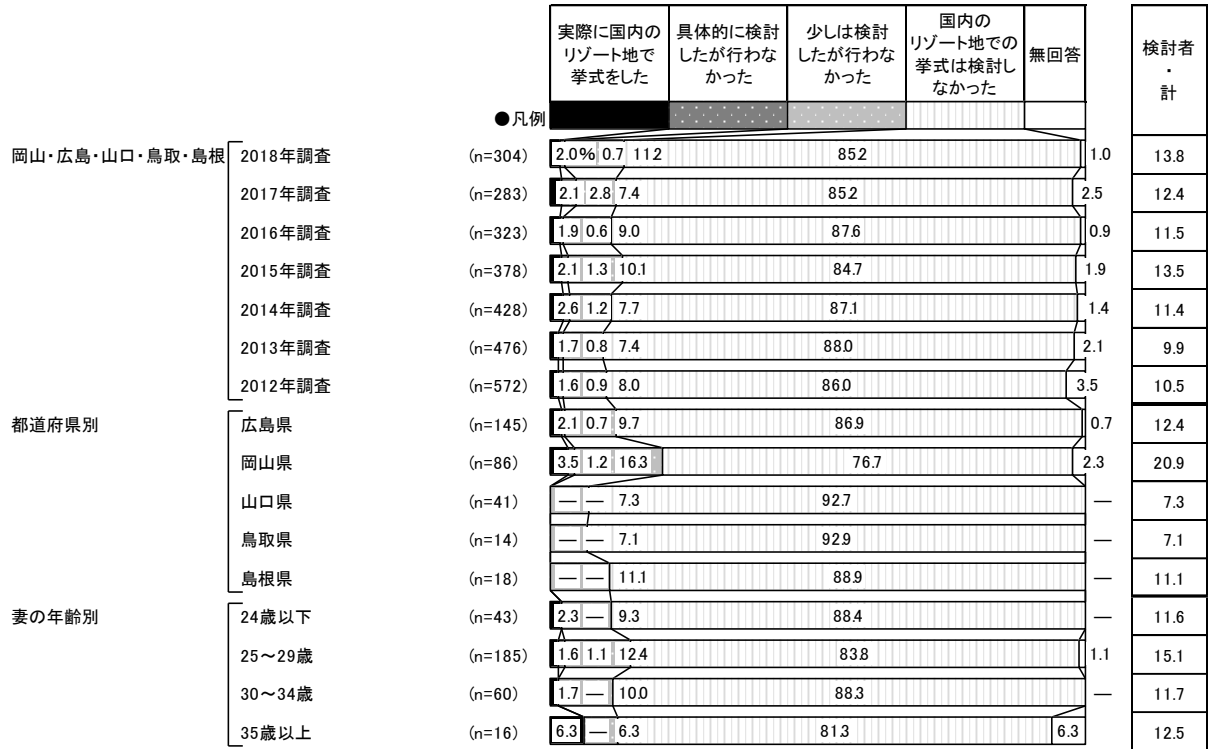 実際に国内の
リゾート地で
挙式をした
具体的に検討
したが行わな
かった
少しは検討
したが行わな
かった
国内の
リゾート地での
挙式は検討し
なかった
無回答
検討者
・
計
●凡例
岡山・広島・山口・鳥取・島根 2018年調査 (n=304) 2.0% 0.7 11.2 85.2 1.0 13.8
2017年調査 (n=283) 2.1 2.8 7.4 85.2 2.5 12.4
2016年調査 (n=323) 1.9 0.6 9.0 87.6 0.9 11.5
2015年調査 (n=378) 2.1 1.3 10.1 84.7 1.9 13.5
2014年調査 (n=428) 2.6 1.2 7.7 87.1 1.4 11.4
2013年調査 (n=476) 1.7 0.8 7.4 88.0 2.1 9.9
2012年調査 (n=572) 1.6 0.9 8.0 86.0 3.5 10.5
都道府県別 広島県 (n=145) 2.1 0.7 9.7 86.9 0.7 12.4
岡山県 (n=86) 3.5 1.2 16.3 76.7 2.3 20.9
山口県 (n=41) — — 7.3 92.7 — 7.3
鳥取県 (n=14) — — 7.1 92.9 — 7.1
島根県 (n=18) — — 11.1 88.9 — 11.1
妻の年齢別 24歳以下 (n=43) 2.3 — 9.3 88.4 — 11.6
25～29歳 (n=185) 1.6 1.1 12.4 83.8 1.1 15.1
30～34歳 (n=60) 1.7 — 10.0 88.3 — 11.7
35歳以上 (n=16) 6.3 — 6.3 81.3 6.3 12.5